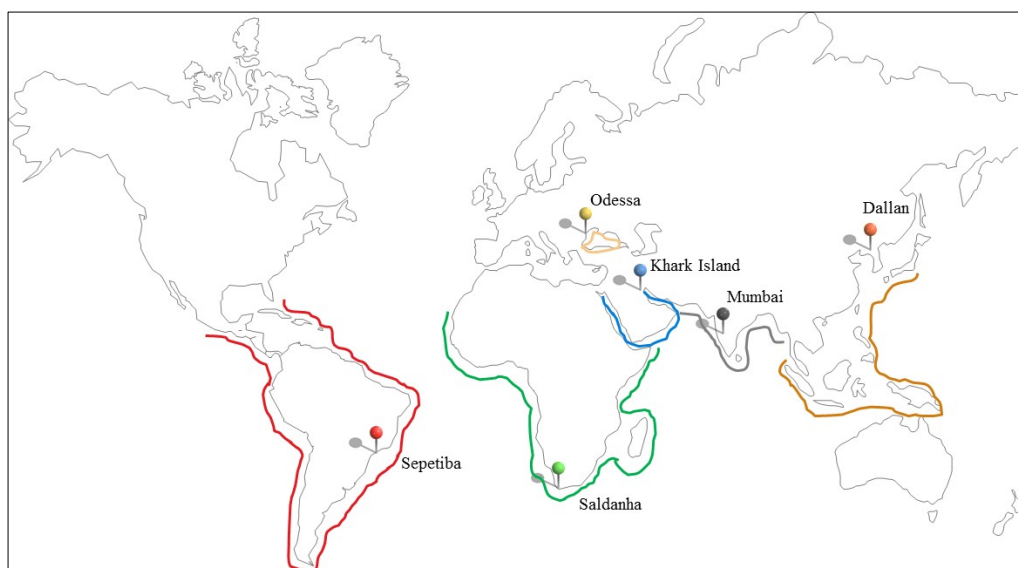 Odessa
Dallan
Khark Island
Mumbai
Sepetiba
Saldanha